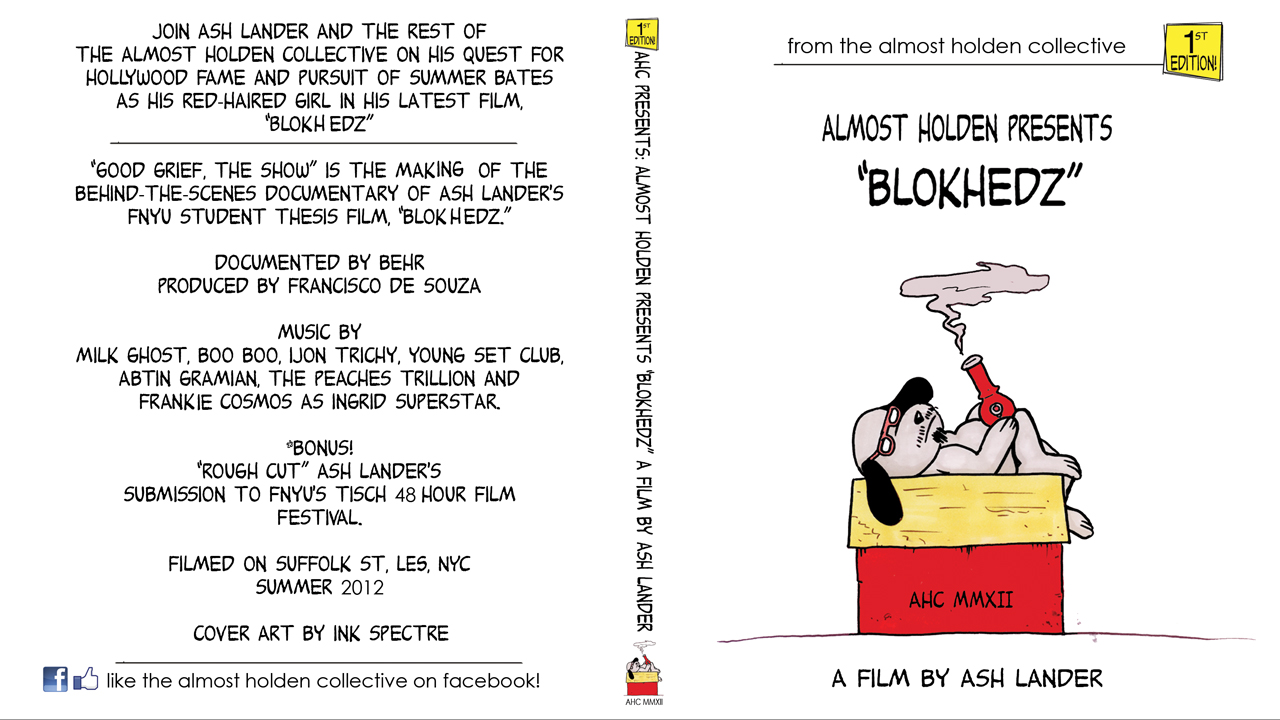 JOIN ASH LANDER AND THE REST OF
THE ALMOST HOLDEN COLLECTIVE ON HIS QUEST FOR
HOLLYWOOD FAME AND PURSUIT OF SUMMER BATES
AS HIS RED-HAIRED GIRL IN HIS LATEST FILM,
"BLOKHEDZ"
"GOOD GRIEF, THE SHOW" IS THE MAKING OF THE
BEHIND-THE-SCENES DOCUMENTARY OF ASH LANDER'S
FNYU STUDENT THESIS FILM, "BLOKHEDZ."
DOCUMENTED BY BEHR
PRODUCED BY FRANCISCO DE SOUZA
MUSIC BY
MILK GHOST, BOO BOO, IJON TRICHY, YOUNG SET CLUB,
ABTIN GRAMIAN, THE PEACHES TRILLION AND
FRANKIE COSMOS AS INGRID SUPERSTAR.
*BONUS!
"ROUGH CUT" ASH LANDER'S
SUBMISSION TO FNYU'S TISCH 48 HOUR FILM
FESTIVAL.
FILMED ON SUFFOLK ST, LES, NYC
SUMMER 2012
COVER ART BY INK SPECTRE
f like the almost holden collective on facebook!
1ST
EDITION!
AHC PRESENTS: ALMOST HOLDEN PRESENTS "BLOKHEDZ" A FILM BY ASH LANDER
AHC MMXII
from the almost holden collective
1ST
EDITION!
ALMOST HOLDEN PRESENTS
"BLOKHEDZ"
AHC MMXII
A FILM BY ASH LANDER